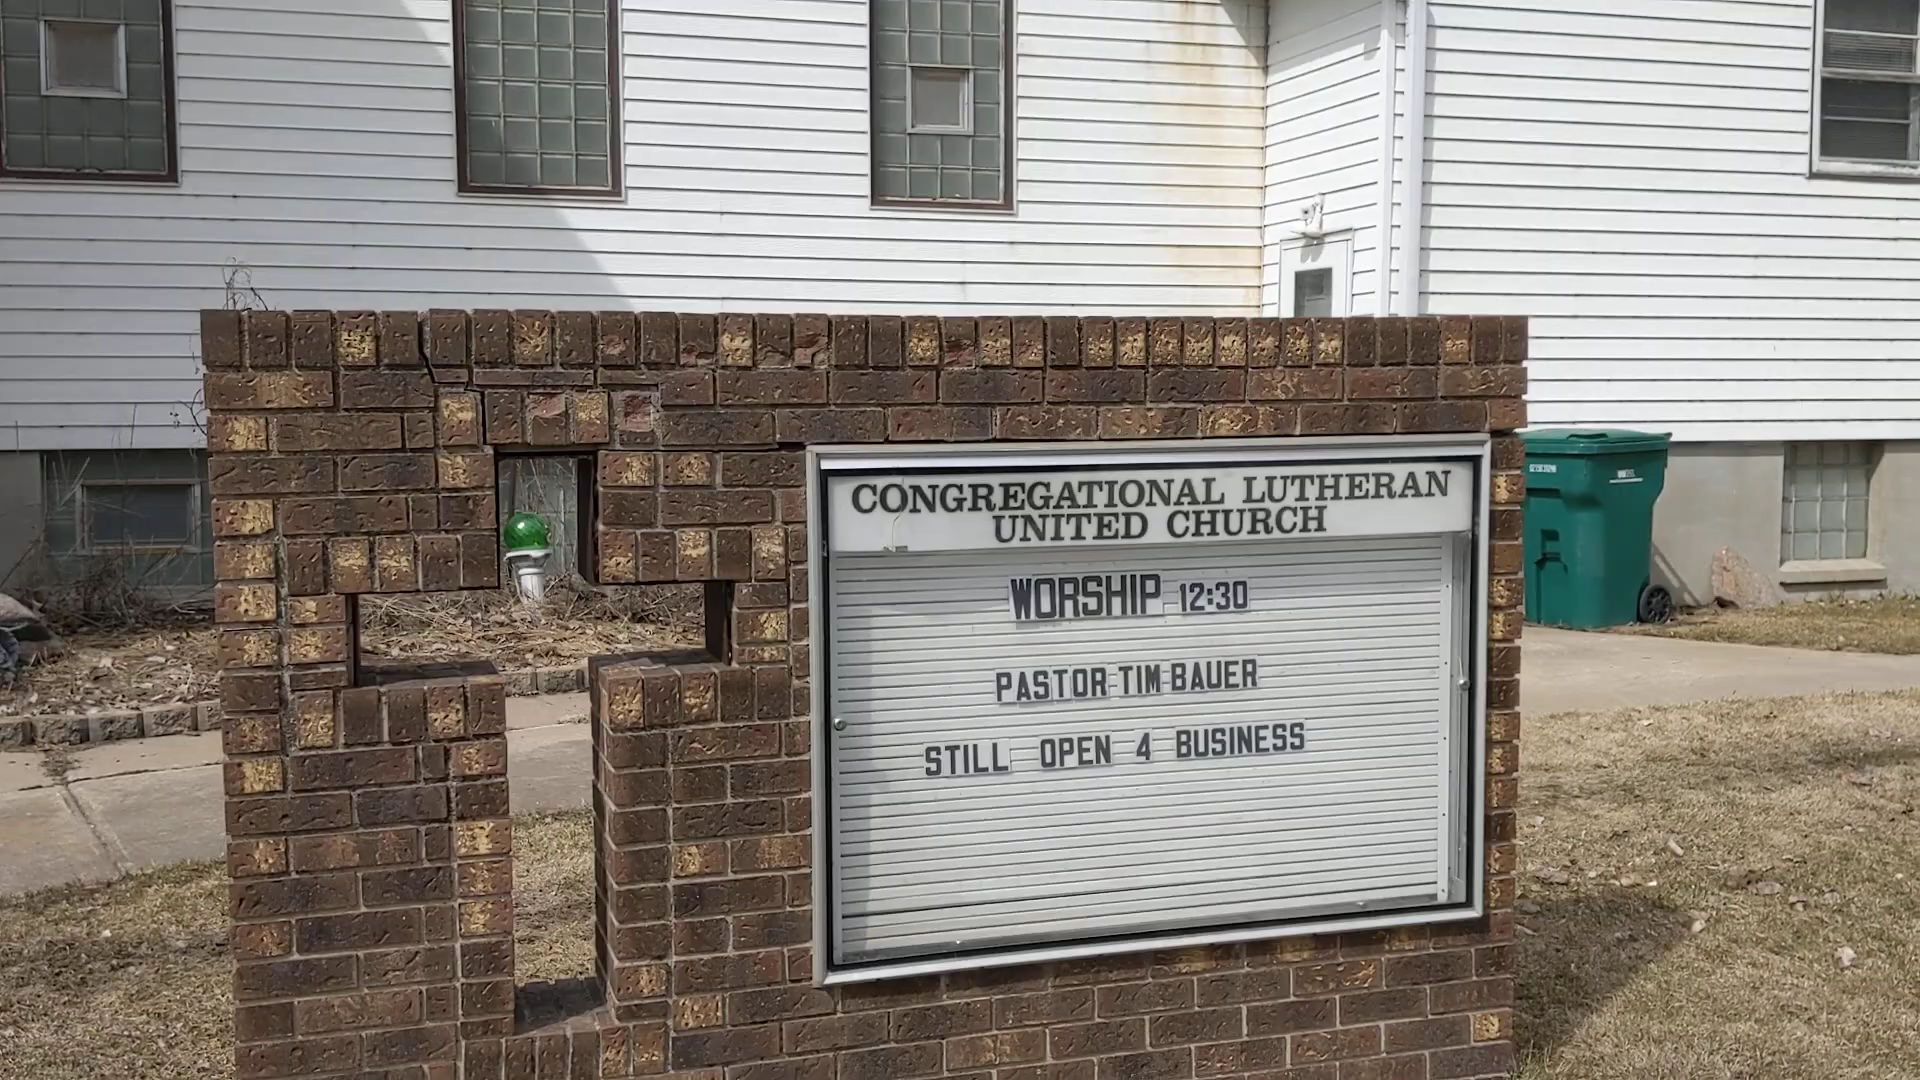 CONGREGATIONAL LUTHERAN
UNITED CHURCH
WORSHIP 12:30
PASTOR TIM BAUER
STILL OPEN 4 BUSINESS